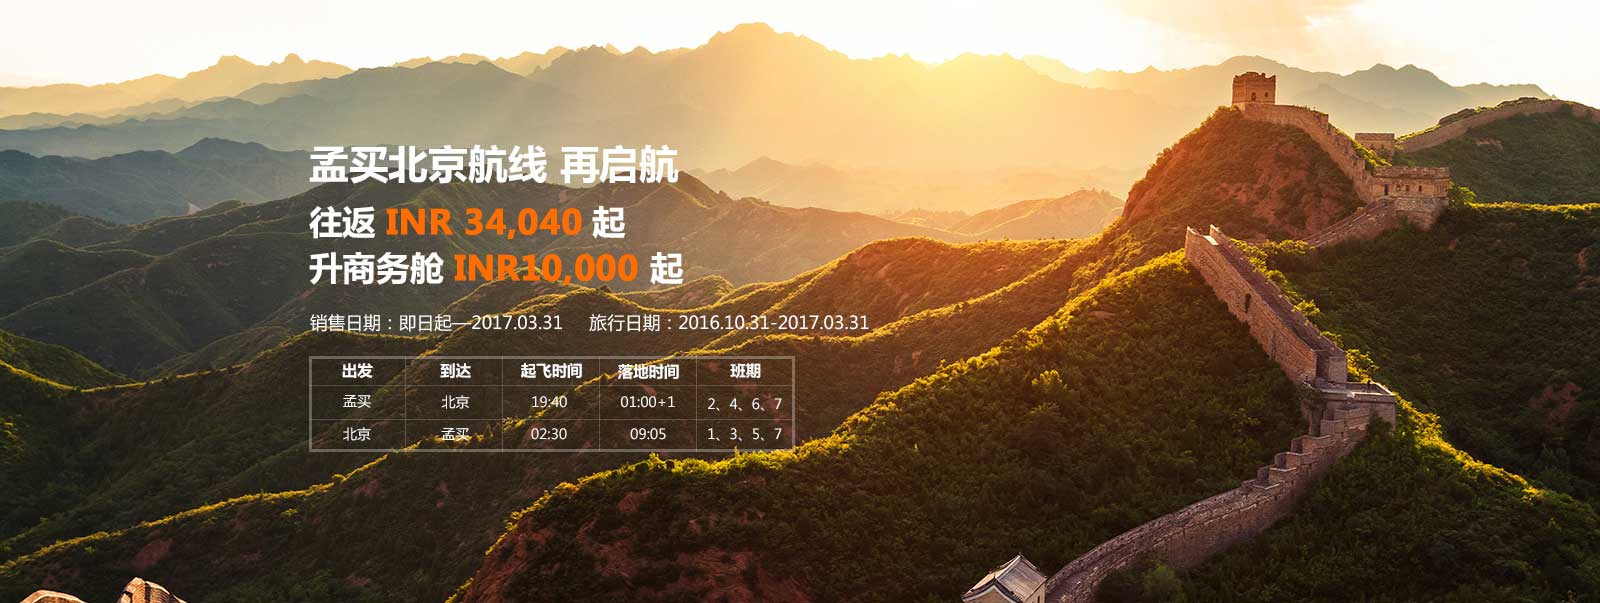 孟买北京航线 再启航
往返 INR 34,040 起
升商务舱 INR10,000 起
销售日期：即日起—2017.03.31 旅行日期：2016.10.31-2017.03.31
出发 到达 起飞时间 落地时间 班期
孟买 北京 19:40 01:00+1 2、4、6、7
北京 孟买 02:30 09:05 1、3、5、7